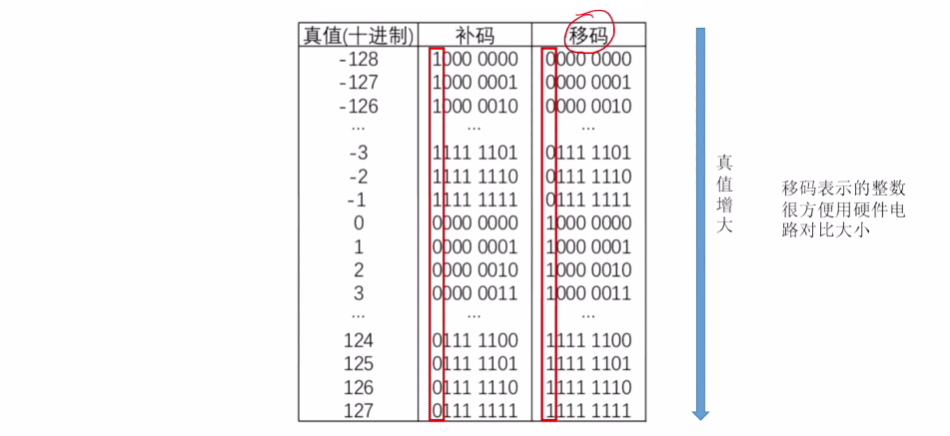 真值(十进制) 补码 移码
-128 1000 0000 0000 0000
-127 1000 0001 0000 0001
-126 1000 0010 0000 0010
... ... ...
-3 1111 1101 0111 1101
-2 1111 1110 0111 1110
-1 1111 1111 0111 1111
0 0000 0000 1000 0000
1 0000 0001 1000 0001
2 0000 0010 1000 0010
3 0000 0011 1000 0011
... ... ...
124 0111 1100 1111 1100
125 0111 1101 1111 1101
126 0111 1110 1111 1110
127 0111 1111 1111 1111
真
值
增
大
移码表示的整数
很方便用硬件电
路对比大小